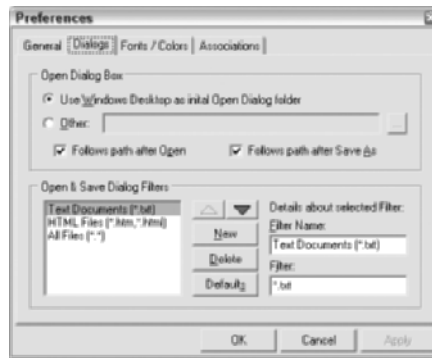 Preferences
General Dialogs Fonts / Colors Associations
Open Dialog Box
Use Windows Desktop as inital Open Dialog folder
Other:
Follows path after Open Follows path after Save As
Open & Save Dialog Filters
Text Documents (*.txt)
HTML Files (*.htm,*.html)
All Files (*.*)
New
Delete
Defaults
Details about selected Filter:
Filter Name:
Text Documents (*.txt)
Filter:
*.txt
OK Cancel Apply